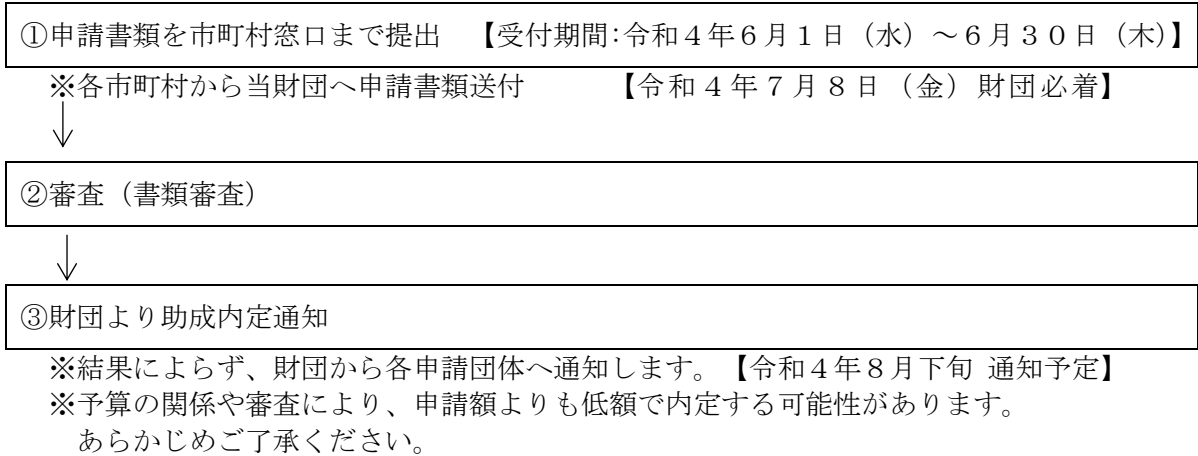 ①申請書類を市町村窓口まで提出　【受付期間：令和４年６月１日（水）～６月３０日（木）】
※各市町村から当財団へ申請書類送付　　　【令和４年７月８日（金）財団必着】
②審査（書類審査）
③財団より助成内定通知
※結果によらず、財団から各申請団体へ通知します。【令和４年８月下旬 通知予定】
※予算の関係や審査により、申請額よりも低額で内定する可能性があります。
あらかじめご了承ください。